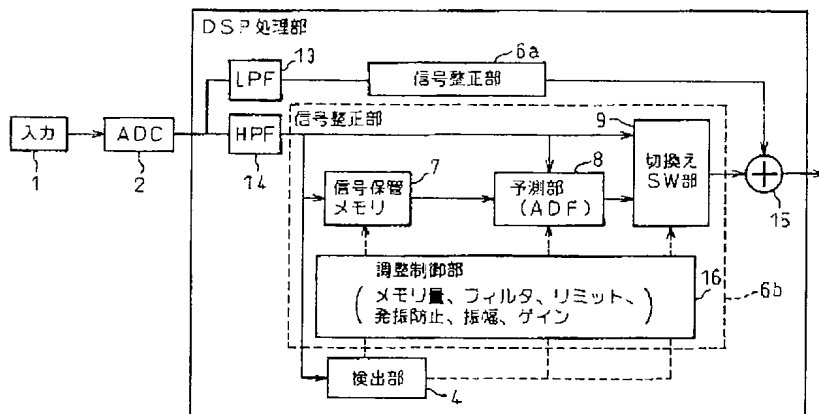 DSP処理部
13
6a
LPF
信号整正部
入力
ADC
HPF
信号整正部
9
1
2
14
7
8
切換え
SW部
信号保管
メモリ
予測部
(ADF)
15
調整制御部
16
(メモリ量、フィルタ、リミット、
発振防止、振幅、ゲイン)
6b
検出部
4